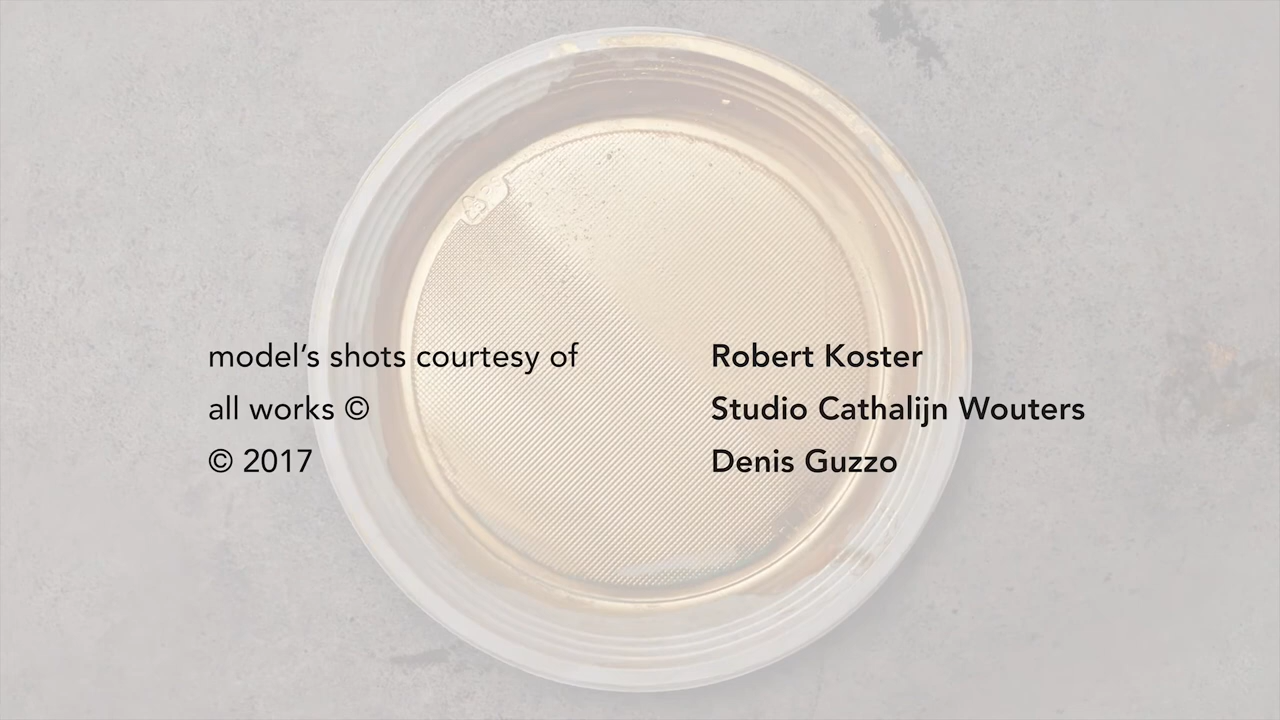 model’s shots courtesy of Robert Koster
all works © Studio Cathalijn Wouters
© 2017 Denis Guzzo